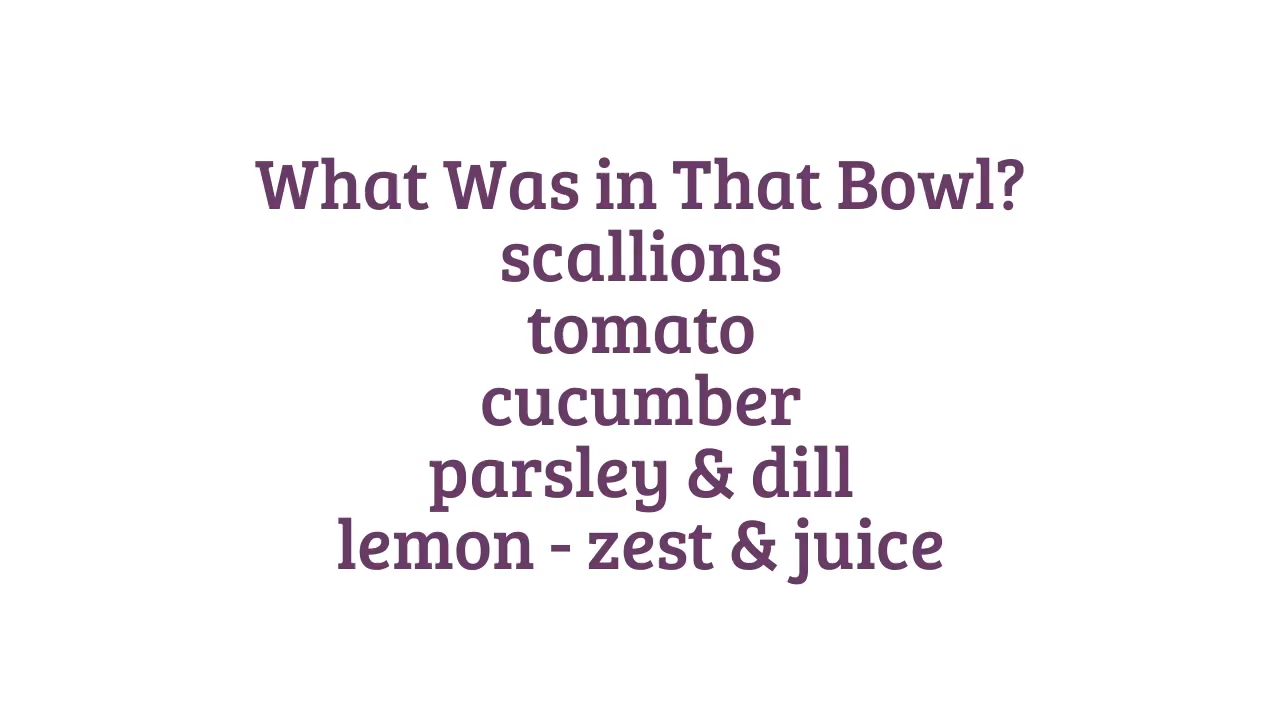 What Was in That Bowl?
scallions
tomato
cucumber
parsley & dill
lemon - zest & juice